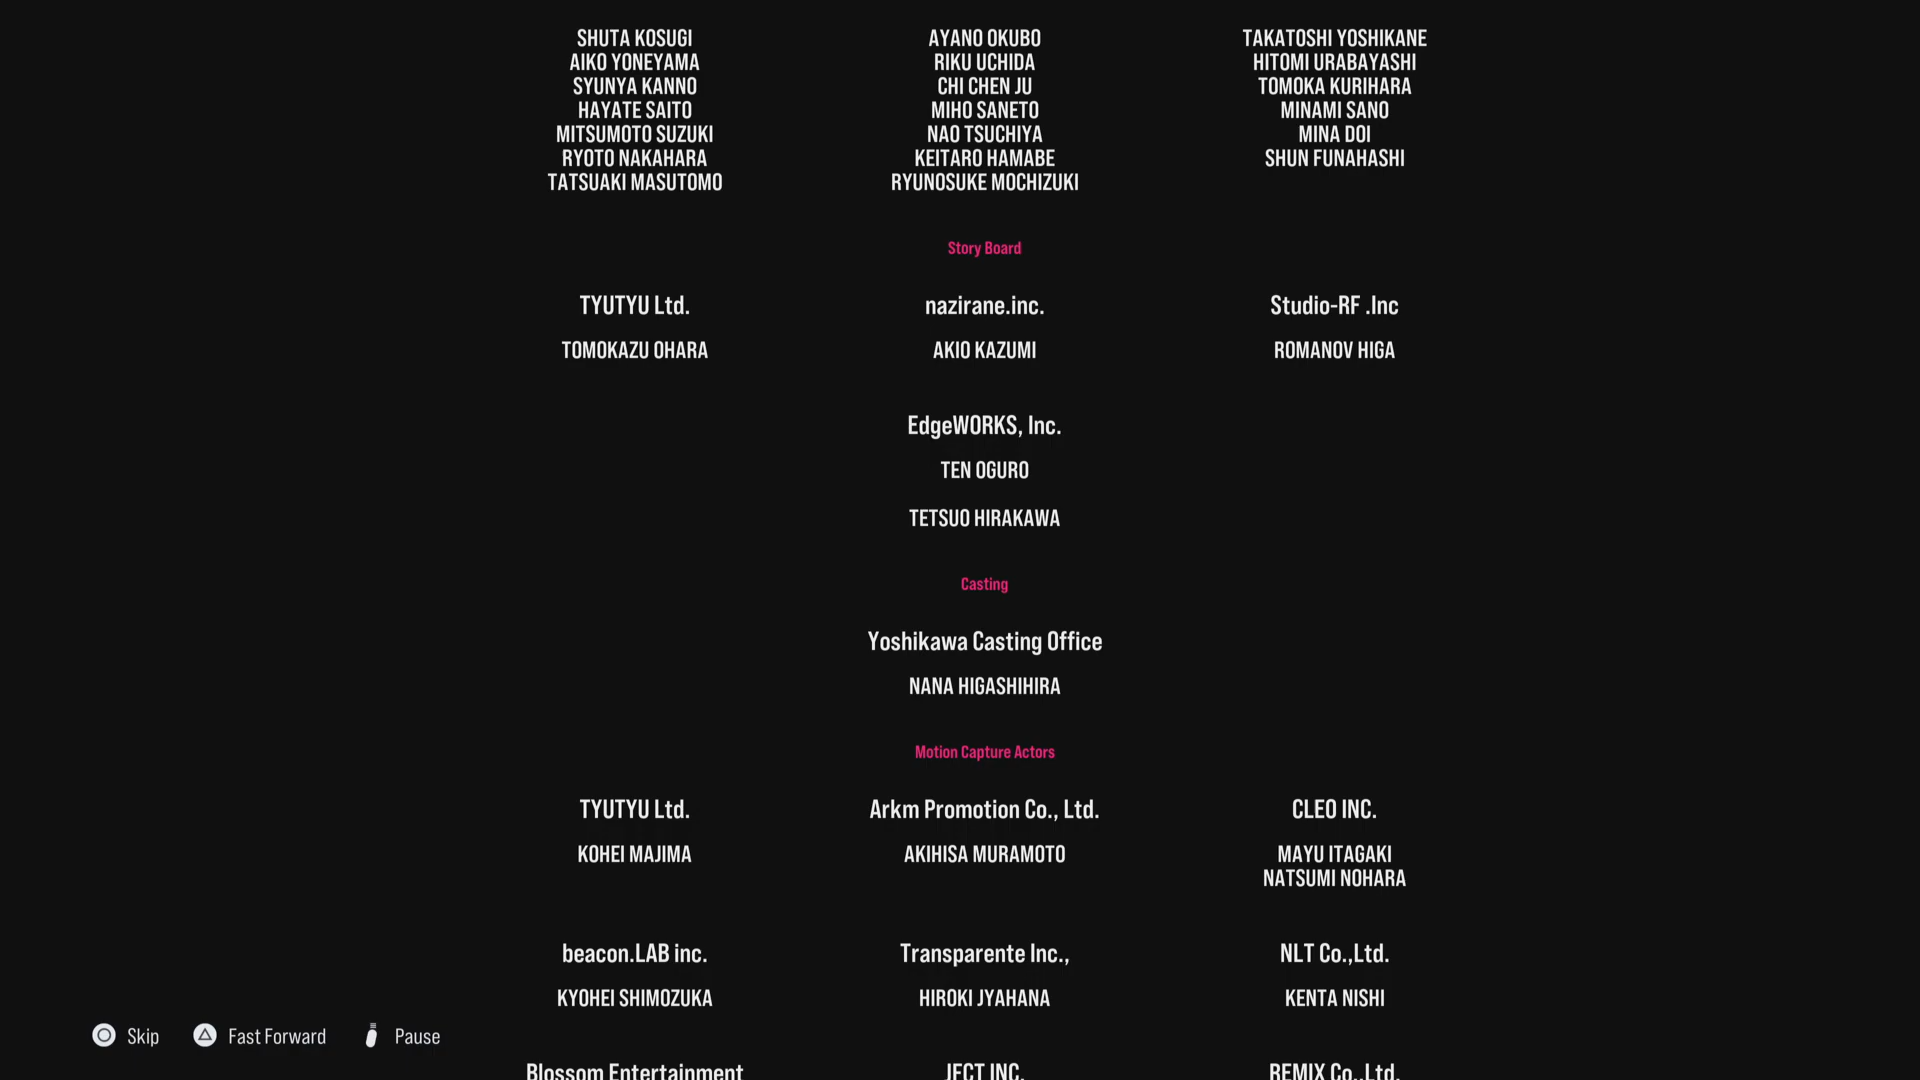 SHUTA KOSUGI
AIKO YONEYAMA
SYUNYA KANNO
HAYATE SAITO
MITSUMOTO SUZUKI
RYOTO NAKAHARA
TATSUAKI MASUTOMO
AYANO OKUBO
RIKU UCHIDA
CHI CHEN JU
MIHO SANETO
NAO TSUCHIYA
KEITARO HAMABE
RYUNOSUKE MOCHIZUKI
TAKATOSHI YOSHIKANE
HITOMI URABAYASHI
TOMOKA KURIHARA
MINAMI SANO
MINA DOI
SHUN FUNAHASHI
Story Board
TYUTYU Ltd.
TOMOKAZU OHARA
nazirane.inc.
AKIO KAZUMI
Studio-RF .Inc
ROMANOV HIGA
EdgeWORKS, Inc.
TEN OGURO
TETSUO HIRAKAWA
Casting
Yoshikawa Casting Office
NANA HIGASHIHIRA
Motion Capture Actors
TYUTYU Ltd.
KOHEI MAJIMA
Arkm Promotion Co., Ltd.
AKIHISA MURAMOTO
CLEO INC.
MAYU ITAGAKI
NATSUMI NOHARA
beacon.LAB inc.
KYOHEI SHIMOZUKA
Transparente Inc.,
HIROKI JYAHANA
NLT Co.,Ltd.
KENTA NISHI
Blossom Entertainment
JFCT INC.
REMIX Co.,Ltd.
Skip
Fast Forward
Pause